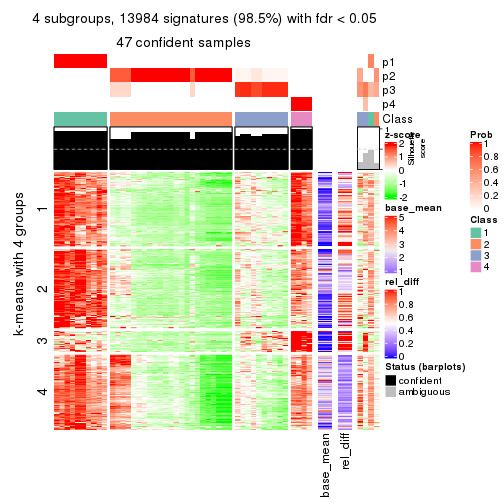 4 subgroups, 13984 signatures (98.5%) with fdr < 0.05
47 confident samples
p1
p2
p3
p4
Class
Silhouette score
1
k-means with 4 groups
1
2
3
4
base_mean
rel_diff
z-score
2
1
0
-1
-2
base_mean
5
4
3
2
1
rel_diff
1
0.8
0.6
0.4
0.2
0
Status (barplots)
confident
ambiguous
Prob
1
0.8
0.6
0.4
0.2
0
Class
1
2
3
4